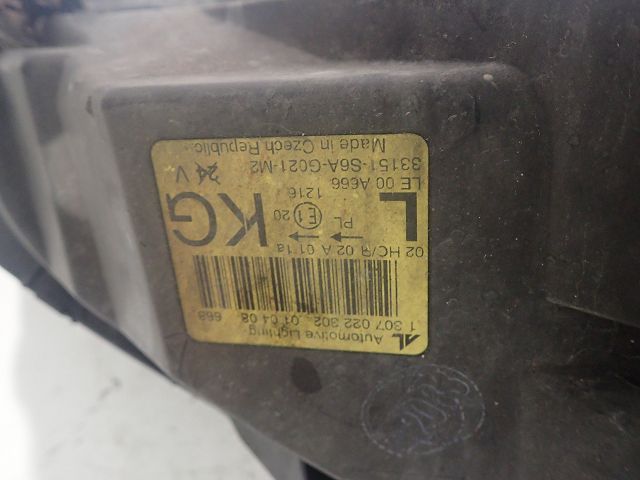 AL Automotive Lighting
1 307 022 302 01 04 08 668
02 HC/R 02 A 01 1a
PL
E1 20
KG
L
1216
LE 00 A666
33151-S6A-G021-M2
24 V
Made in Czech Republic